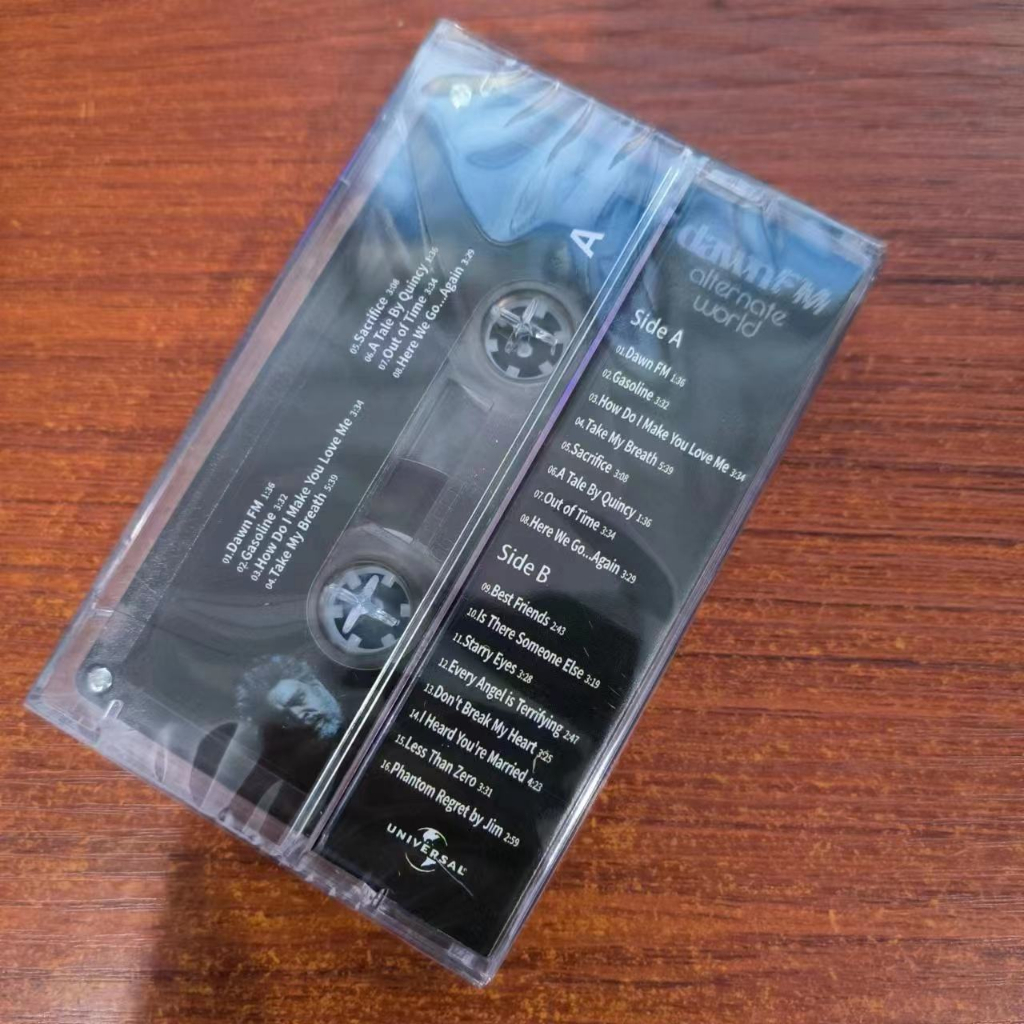 A
01.Dawn FM 1:36
02.Gasoline 3:32
03.How Do I Make You Love Me 3:34
04.Take My Breath 5:39
05.Sacrifice 3:08
06.A Tale By Quincy 1:36
07.Out of Time 3:34
08.Here We Go...Again 3:29
dawnFM
alternate
world
Side A
01.Dawn FM 1:36
02.Gasoline 3:32
03.How Do I Make You Love Me 3:34
04.Take My Breath 5:39
05.Sacrifice 3:08
06.A Tale By Quincy 1:36
07.Out of Time 3:34
08.Here We Go...Again 3:29
Side B
09.Best Friends 2:43
10.Is There Someone Else 3:19
11.Starry Eyes 3:28
12.Every Angel is Terrifying 2:47
13.Don't Break My Heart 3:25
14.I Heard You're Married 4:23
15.Less Than Zero 3:31
16.Phantom Regret by Jim 2:59
UNIVERSAL